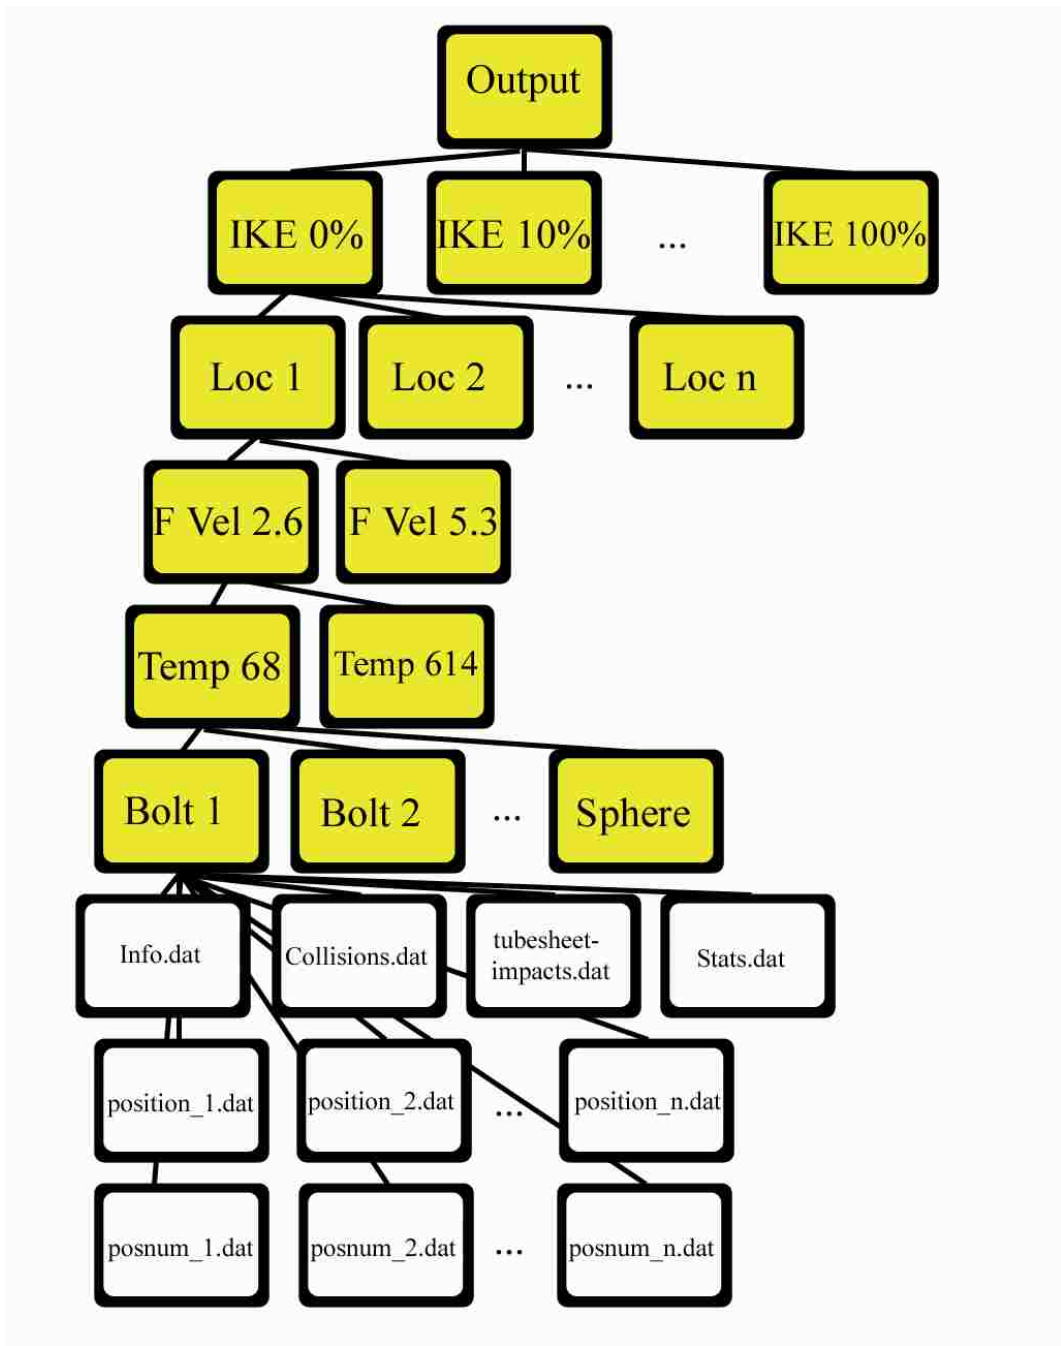 Output
IKE 0%
IKE 10%
...
IKE 100%
Loc 1
Loc 2
...
Loc n
F Vel 2.6
F Vel 5.3
Temp 68
Temp 614
Bolt 1
Bolt 2
...
Sphere
Info.dat
Collisions.dat
tubesheet-
impacts.dat
Stats.dat
position_1.dat
position_2.dat
...
position_n.dat
posnum_1.dat
posnum_2.dat
...
posnum_n.dat